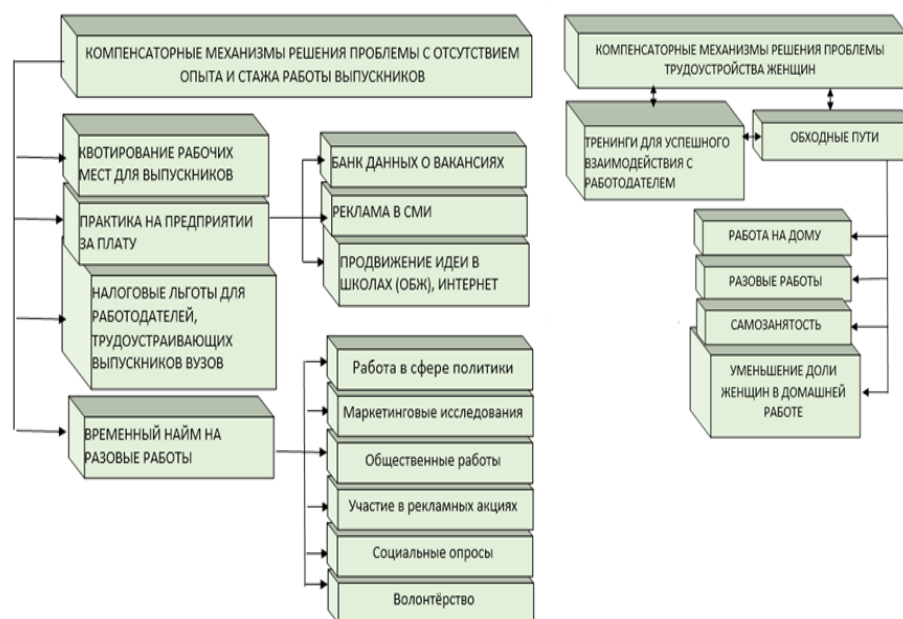 КОМПЕНСАТОРНЫЕ МЕХАНИЗМЫ РЕШЕНИЯ ПРОБЛЕМЫ С ОТСУТСТВИЕМ
ОПЫТА И СТАЖА РАБОТЫ ВЫПУСКНИКОВ
КВОТИРОВАНИЕ РАБОЧИХ
МЕСТ ДЛЯ ВЫПУСКНИКОВ
ПРАКТИКА НА ПРЕДПРИЯТИИ
ЗА ПЛАТУ
НАЛОГОВЫЕ ЛЬГОТЫ ДЛЯ
РАБОТОДАТЕЛЕЙ,
ТРУДОУСТРАИВАЮЩИХ
ВЫПУСКНИКОВ ВУЗОВ
ВРЕМЕННЫЙ НАЙМ НА
РАЗОВЫЕ РАБОТЫ
БАНК ДАННЫХ О ВАКАНСИЯХ
РЕКЛАМА В СМИ
ПРОДВИЖЕНИЕ ИДЕИ В
ШКОЛАХ (ОБЖ), ИНТЕРНЕТ
Работа в сфере политики
Маркетинговые исследования
Общественные работы
Участие в рекламных акциях
Социальные опросы
Волонтёрство
КОМПЕНСАТОРНЫЕ МЕХАНИЗМЫ РЕШЕНИЯ ПРОБЛЕМЫ
ТРУДОУСТРОЙСТВА ЖЕНЩИН
ТРЕНИНГИ ДЛЯ УСПЕШНОГО
ВЗАИМОДЕЙСТВИЯ С
РАБОТОДАТЕЛЕМ
ОБХОДНЫЕ ПУТИ
РАБОТА НА ДОМУ
РАЗОВЫЕ РАБОТЫ
САМОЗАНЯТОСТЬ
УМЕНЬШЕНИЕ ДОЛИ
ЖЕНЩИН В ДОМАШНЕЙ
РАБОТЕ